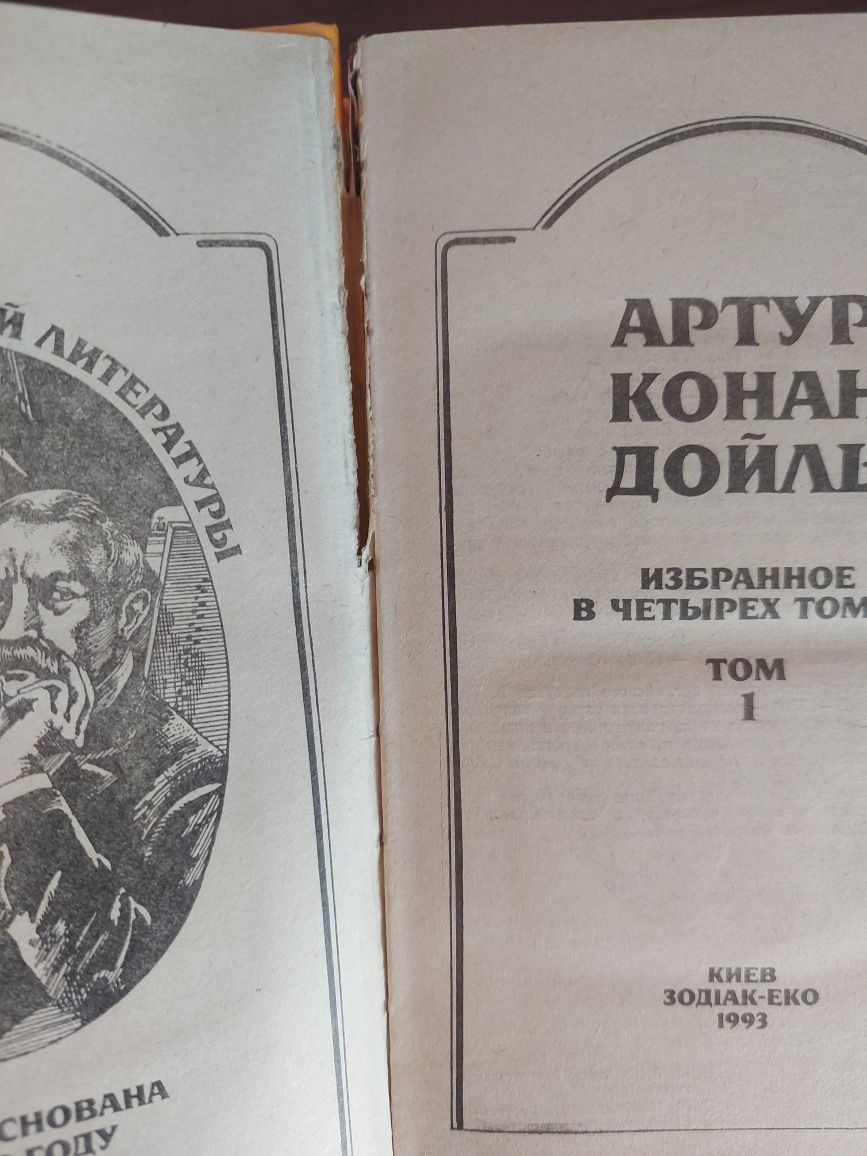 Й ЛИТЕРАТУРЫ
СНОВАНА
ГОДУ
АРТУР
КОНАН
ДОЙЛЬ
ИЗБРАННОЕ
В ЧЕТЫРЕХ ТОМ
ТОМ
1
КИЕВ
ЗОДІАК-ЕКО
1993